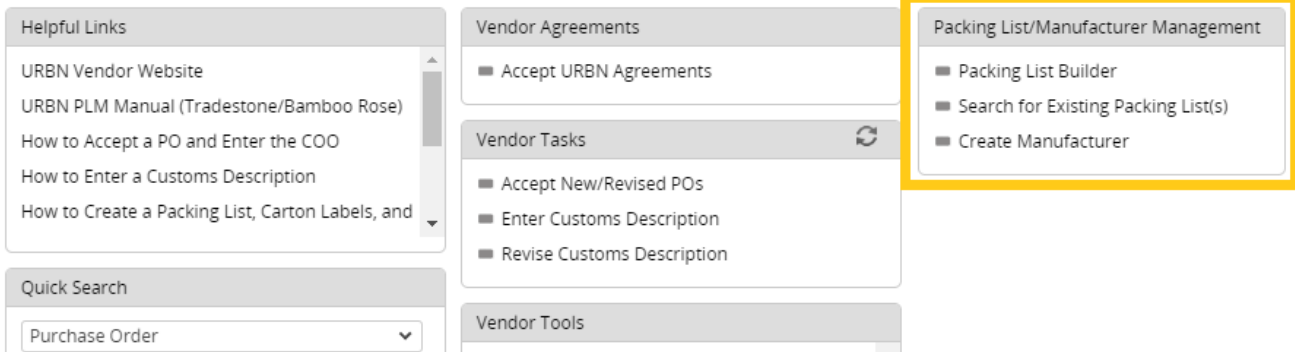 Helpful Links
URBN Vendor Website
URBN PLM Manual (Tradestone/Bamboo Rose)
How to Accept a PO and Enter the COO
How to Enter a Customs Description
How to Create a Packing List, Carton Labels, and
Quick Search
Purchase Order
Vendor Agreements
Accept URBN Agreements
Vendor Tasks
Accept New/Revised POs
Enter Customs Description
Revise Customs Description
Vendor Tools
Packing List/Manufacturer Management
Packing List Builder
Search for Existing Packing List(s)
Create Manufacturer